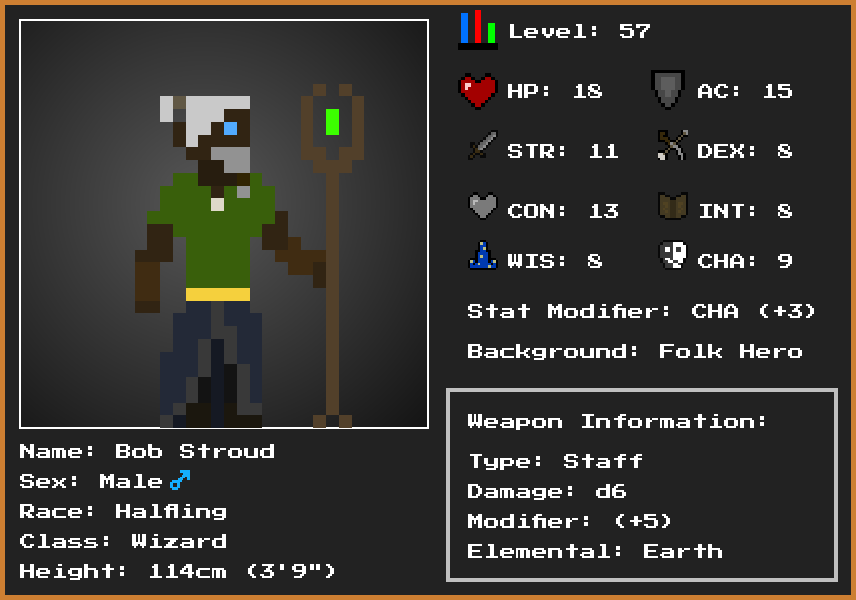 Level: 57
HP: 18
AC: 15
STR: 11
DEX: 8
CON: 13
INT: 8
WIS: 8
CHA: 9
Stat Modifier: CHA (+3)
Background: Folk Hero
Name: Bob Stroud
Sex: Male♂
Race: Halfling
Class: Wizard
Height: 114cm (3'9")
Weapon Information:
Type: Staff
Damage: d6
Modifier: (+5)
Elemental: Earth